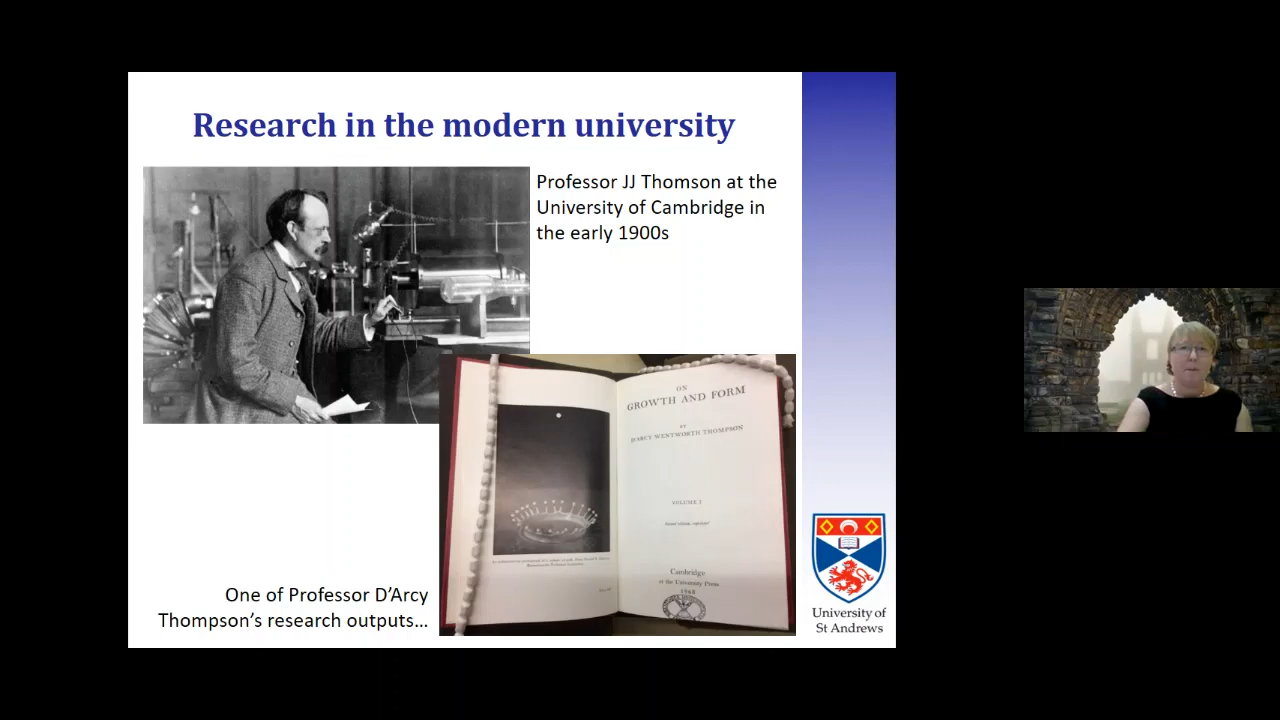 Research in the modern university
Professor JJ Thomson at the
University of Cambridge in
the early 1900s
ON
GROWTH AND FORM
BY
D'ARCY WENTWORTH THOMPSON
VOLUME I
Cambridge
at the University Press
1968
One of Professor D’Arcy
Thompson’s research outputs…
University of
St Andrews